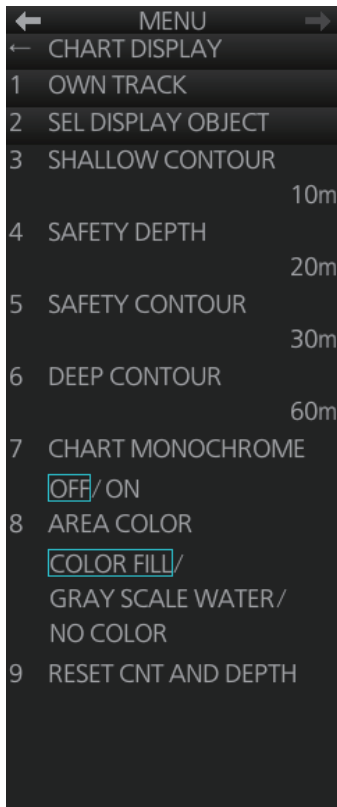 ← MENU →
← CHART DISPLAY
1 OWN TRACK
2 SEL DISPLAY OBJECT
3 SHALLOW CONTOUR
10m
4 SAFETY DEPTH
20m
5 SAFETY CONTOUR
30m
6 DEEP CONTOUR
60m
7 CHART MONOCHROME
OFF/ON
8 AREA COLOR
COLOR FILL/
GRAY SCALE WATER/
NO COLOR
9 RESET CNT AND DEPTH